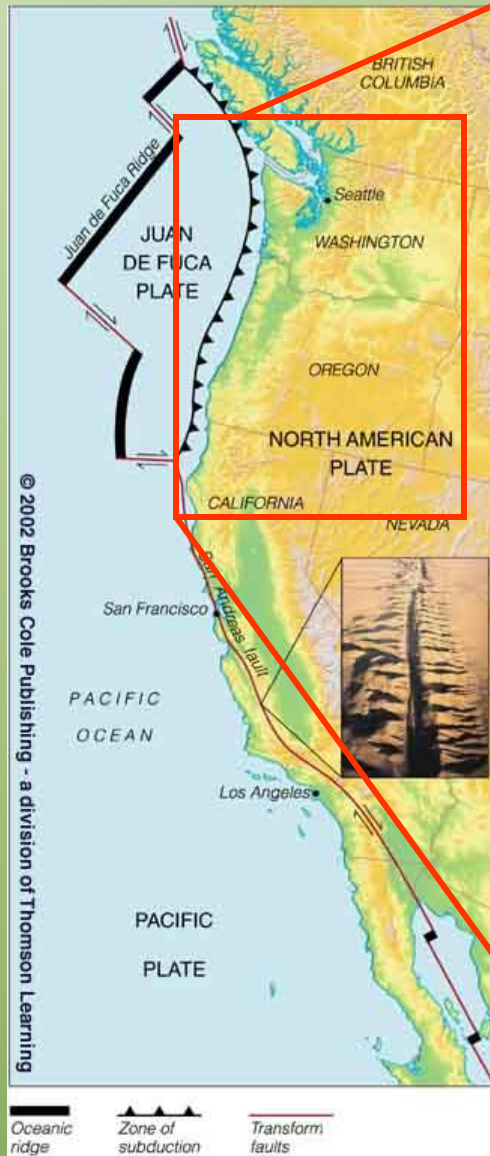 BRITISH
COLUMBIA
Juan de Fuca Ridge
Seattle
JUAN
DE FUCA
PLATE
WASHINGTON
OREGON
NORTH AMERICAN
PLATE
CALIFORNIA
NEVADA
San Andreas fault
San Francisco
PACIFIC
OCEAN
Los Angeles
PACIFIC
PLATE
© 2002 Brooks Cole Publishing - a division of Thomson Learning
Oceanic
ridge
Zone of
subduction
Transform
faults